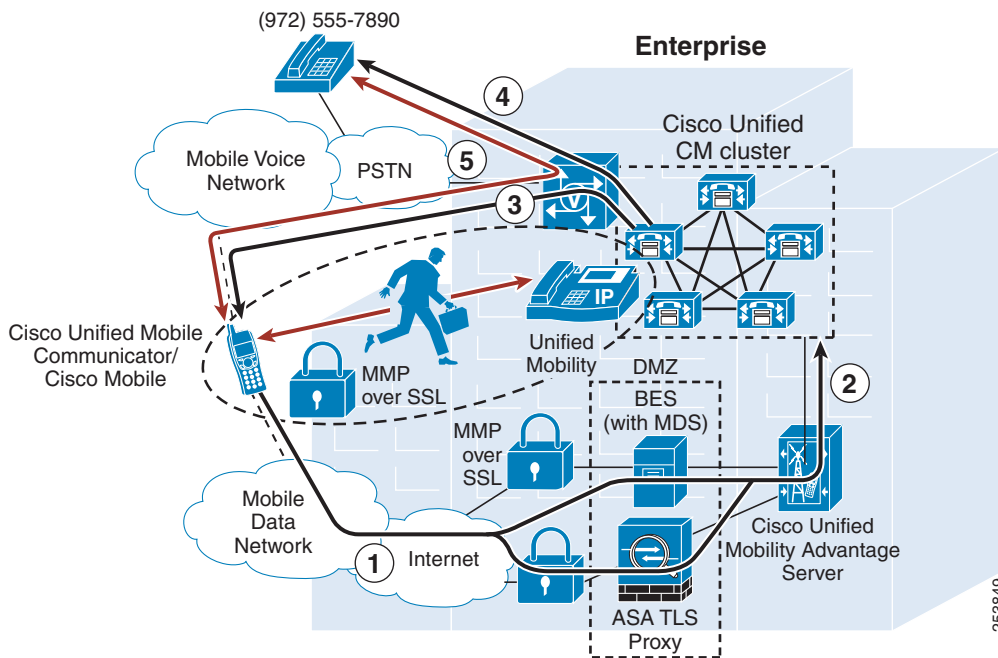 (972) 555-7890
Enterprise
4
Cisco Unified
CM cluster
Mobile Voice
Network
PSTN
5
V
3
IP
Cisco Unified Mobile
Communicator/
Cisco Mobile
MMP
over SSL
Unified
Mobility
DMZ
2
BES
(with MDS)
MMP
over
SSL
Mobile
Data
Network
1
Internet
Cisco Unified
Mobility Advantage
Server
ASA TLS
Proxy
253849